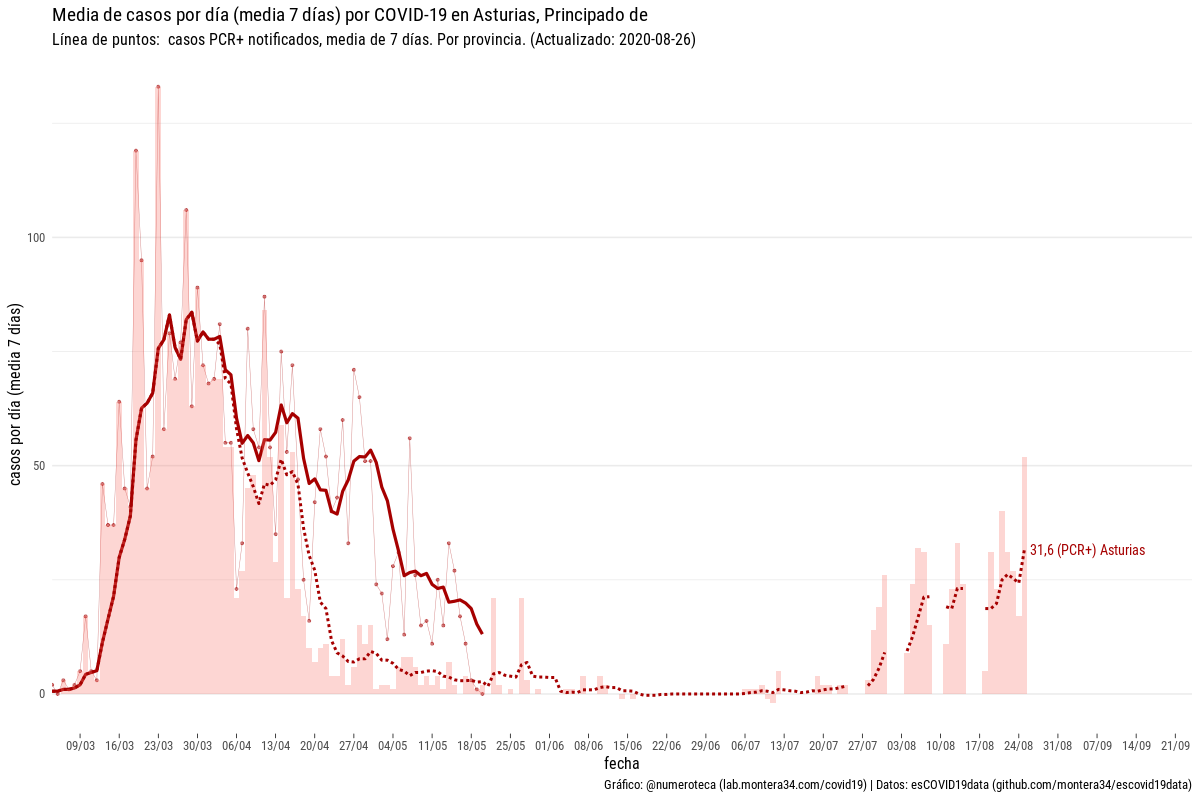 Media de casos por día (media 7 días) por COVID-19 en Asturias, Principado de
Línea de puntos:  casos PCR+ notificados, media de 7 días. Por provincia. (Actualizado: 2020-08-26)
casos por día (media 7 días)
100
50
0
31,6 (PCR+) Asturias
09/03 16/03 23/03 30/03 06/04 13/04 20/04 27/04 04/05 11/05 18/05 25/05 01/06 08/06 15/06 22/06 29/06 06/07 13/07 20/07 27/07 03/08 10/08 17/08 24/08 31/08 07/09 14/09 21/09
fecha
Gráfico: @numeroteca (lab.montera34.com/covid19) | Datos: esCOVID19data (github.com/montera34/escovid19data)